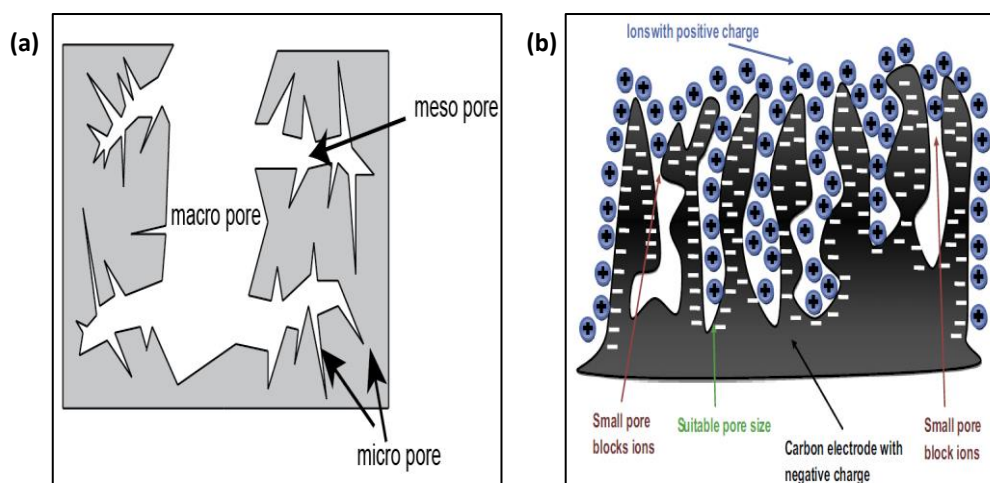 (a)
meso pore
macro pore
micro pore
(b)
Ions with positive charge
Small pore
blocks ions
Suitable pore size
Carbon electrode with
negative charge
Small pore
block ions